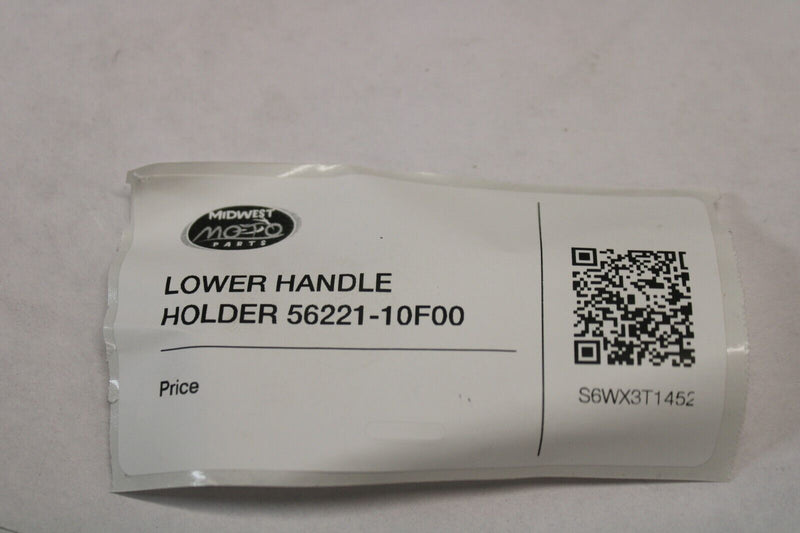 MIDWEST
MOTO
PARTS
LOWER HANDLE
HOLDER 56221-10F00
Price
S6WX3T1452